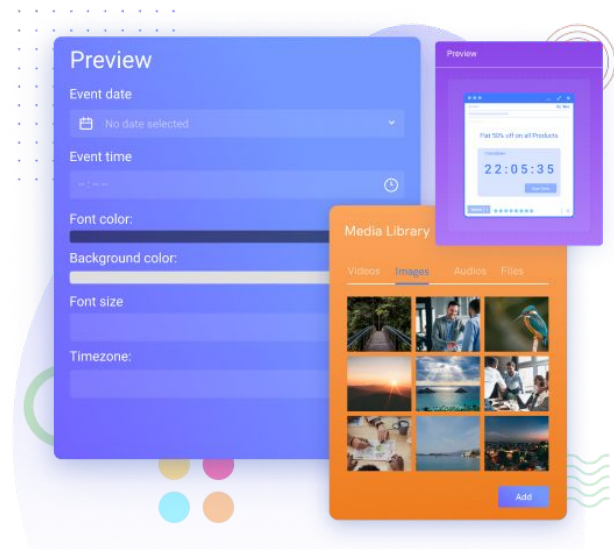 Preview
Event date
No date selected
Event time
--:--
Font color:
Background color:
Font size
Timezone:
Preview
Flat 50% off on all Products
22:05:35
Media Library
Videos Images Audios Files
Add